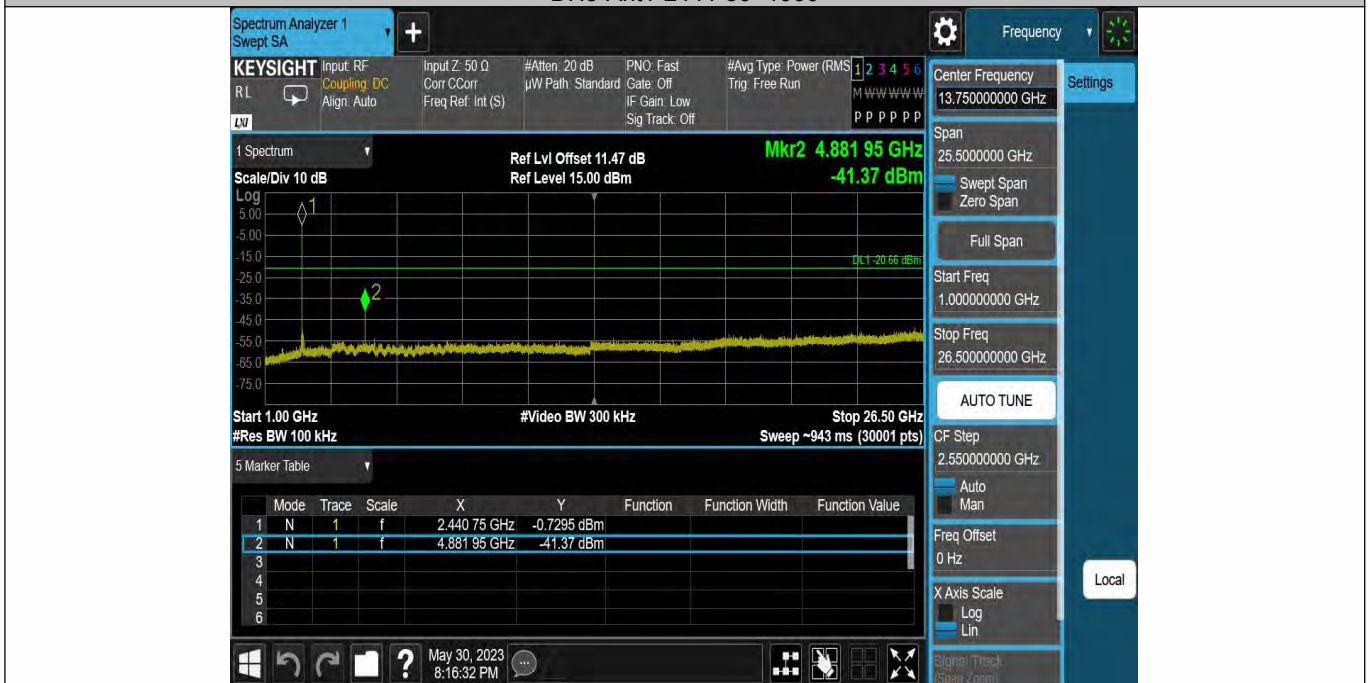 Spectrum Analyzer 1
Swept SA
+
Frequency
KEYSIGHT
RL
LXI
Input: RF
Coupling: DC
Align: Auto
Input Z: 50 Ω
Corr CCorr
Freq Ref: Int (S)
#Atten: 20 dB
µW Path: Standard
PNO: Fast
Gate: Off
IF Gain: Low
Sig Track: Off
#Avg Type: Power (RMS
Trig: Free Run
1 2 3 4 5 6
M W W W W W
P P P P P P
1 Spectrum
Scale/Div 10 dB
Ref Lvl Offset 11.47 dB
Ref Level 15.00 dBm
Mkr2 4.881 95 GHz
-41.37 dBm
Log
5.00
-5.00
-15.0
-25.0
-35.0
-45.0
-55.0
-65.0
-75.0
1
2
DL1 -20.66 dBm
Start 1.00 GHz
#Video BW 300 kHz
Stop 26.50 GHz
#Res BW 100 kHz
Sweep ~943 ms (30001 pts)
5 Marker Table
Mode Trace Scale X Y Function Function Width Function Value
1 N 1 f 2.440 75 GHz -0.7295 dBm
2 N 1 f 4.881 95 GHz -41.37 dBm
3
4
5
6
?
May 30, 2023
8:16:32 PM
Center Frequency
13.750000000 GHz
Settings
Span
25.5000000 GHz
Swept Span
Zero Span
Full Span
Start Freq
1.000000000 GHz
Stop Freq
26.500000000 GHz
AUTO TUNE
CF Step
2.550000000 GHz
Auto
Man
Freq Offset
0 Hz
X Axis Scale
Log
Lin
Local
Signal Track
(Span Zoom)